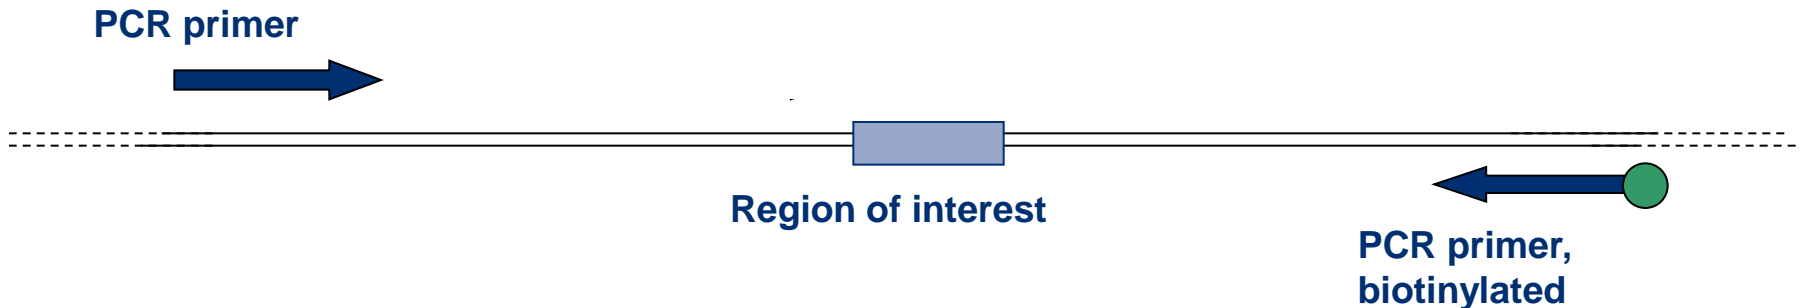 PCR primer
Region of interest
PCR primer,
biotinylated